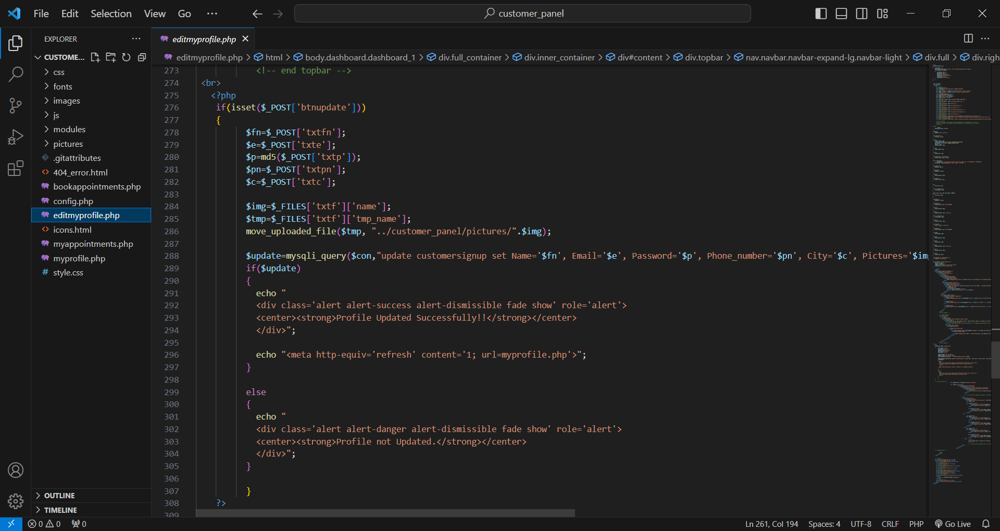 File Edit Selection View Go ··· customer_panel
EXPLORER ···
CUSTOME...
css
fonts
images
js
modules
pictures
.gitattributes
404_error.html
bookappointments.php
config.php
editmyprofile.php
icons.html
myappointments.php
myprofile.php
style.css
OUTLINE
TIMELINE
editmyprofile.php
editmyprofile.php > html > body.dashboard.dashboard_1 > div.full_container > div.inner_container > div#content > div.topbar > nav.navbar.navbar-expand-lg.navbar-light > div.full > div.righ
273 <!-- end topbar -->
274 <br>
275 <?php
276 if(isset($_POST['btnupdate']))
277 {
278 $fn=$_POST['txtfn'];
279 $e=$_POST['txte'];
280 $p=md5($_POST['txtp']);
281 $pn=$_POST['txtpn'];
282 $c=$_POST['txtc'];
283
284 $img=$_FILES['txtf']['name'];
285 $tmp=$_FILES['txtf']['tmp_name'];
286 move_uploaded_file($tmp, "../customer_panel/pictures/".$img);
287
288 $update=mysqli_query($con,"update customersignup set Name='$fn', Email='$e', Password='$p', Phone_number='$pn', City='$c', Pictures='$im
289 if($update)
290 {
291 echo "
292 <div class='alert alert-success alert-dismissible fade show' role='alert'>
293 <center><strong>Profile Updated Successfully!!</strong></center>
294 </div>";
295
296 echo "<meta http-equiv='refresh' content='1; url=myprofile.php'>";
297 }
298
299 else
300 {
301 echo "
302 <div class='alert alert-danger alert-dismissible fade show' role='alert'>
303 <center><strong>Profile not Updated.</strong></center>
304 </div>";
305 }
306
307 }
308 ?>
309
0 0 0 Ln 261, Col 194 Spaces: 4 UTF-8 CRLF PHP Go Live